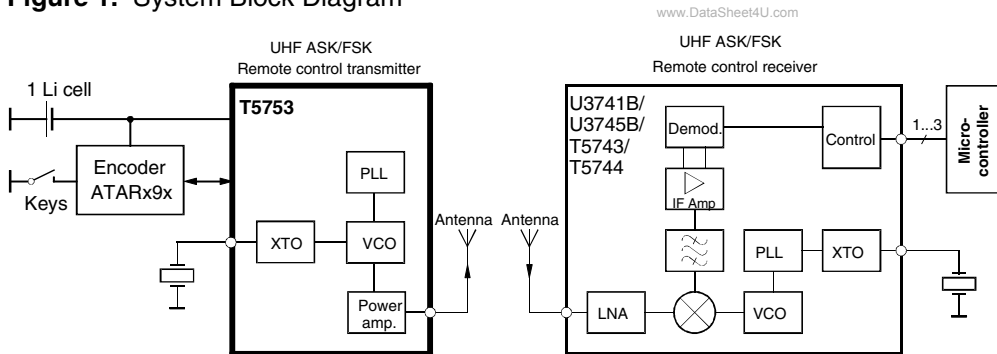 Figure 1. System Block Diagram
www.DataSheet4U.com
UHF ASK/FSK
Remote control transmitter
1 Li cell
T5753
Encoder
ATARx9x
Keys
PLL
XTO
VCO
Power
amp.
Antenna
UHF ASK/FSK
Remote control receiver
U3741B/
U3745B/
T5743/
T5744
Demod.
Control
1...3
Micro-
controller
IF Amp
PLL
XTO
Antenna
LNA
VCO